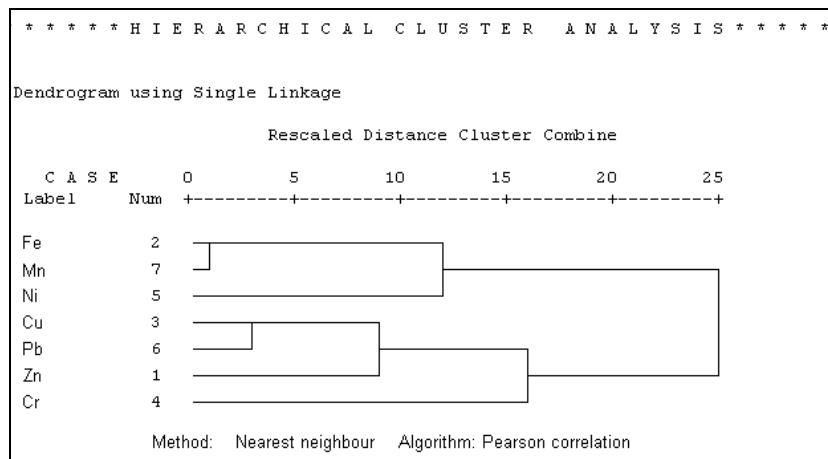 * * * * * H I E R A R C H I C A L  C L U S T E R   A N A L Y S I S * * * * *
Dendrogram using Single Linkage
Rescaled Distance Cluster Combine
C A S E 0 5 10 15 20 25
Label Num +---------+---------+---------+---------+---------+
Fe 2
Mn 7
Ni 5
Cu 3
Pb 6
Zn 1
Cr 4
Method: Nearest neighbour Algorithm: Pearson correlation